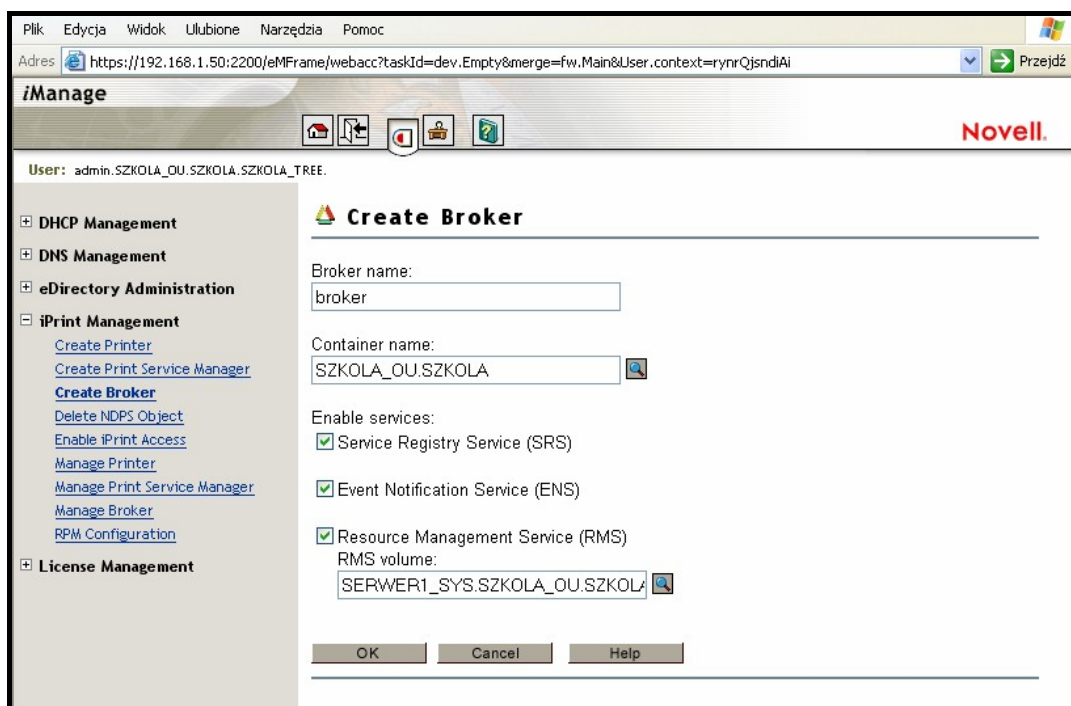 Plik Edycja Widok Ulubione Narzędzia Pomoc
Adres https://192.168.1.50:2200/eMFrame/webacc?taskId=dev.Empty&merge=fw.Main&User.context=rynrQjsndiAi Przejdź
iManage
Novell.
User: admin.SZKOLA_OU.SZKOLA.SZKOLA_TREE.
DHCP Management
DNS Management
eDirectory Administration
iPrint Management
Create Printer
Create Print Service Manager
Create Broker
Delete NDPS Object
Enable iPrint Access
Manage Printer
Manage Print Service Manager
Manage Broker
RPM Configuration
License Management
Create Broker
Broker name:
broker
Container name:
SZKOLA_OU.SZKOLA
Enable services:
Service Registry Service (SRS)
Event Notification Service (ENS)
Resource Management Service (RMS)
RMS volume:
SERWER1_SYS.SZKOLA_OU.SZKOLA
OK Cancel Help